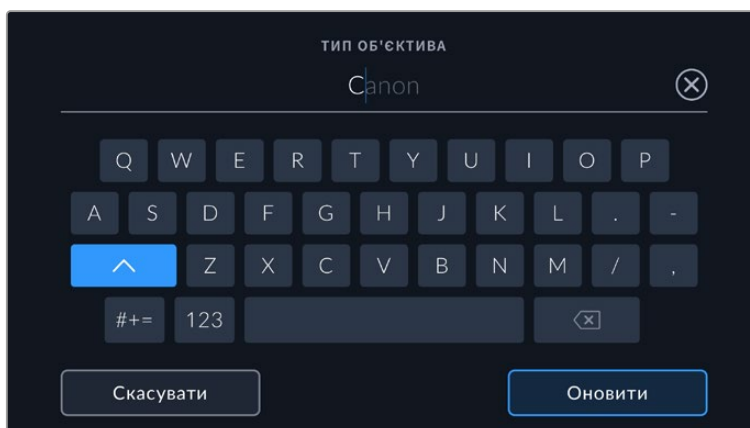 ТИП ОБ'ЄКТИВА
Canon
Q W E R T Y U I O P
A S D F G H J K L . -
Z X C V B N M / ,
#+= 123
Скасувати Оновити